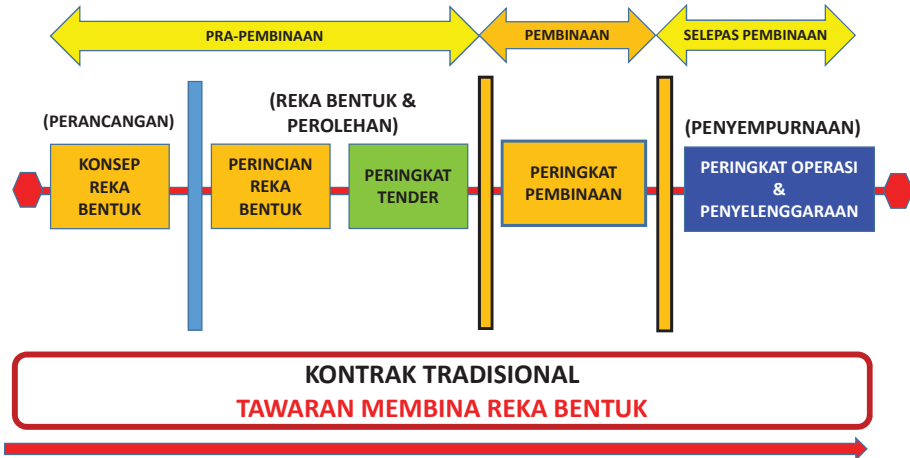 PRA-PEMBINAAN
PEMBINAAN
SELEPAS PEMBINAAN
(PERANCANGAN)
(REKA BENTUK &
PEROLEHAN)
(PENYEMPURNAAN)
KONSEP
REKA
BENTUK
PERINCIAN
REKA
BENTUK
PERINGKAT
TENDER
PERINGKAT
PEMBINAAN
PERINGKAT OPERASI
&
PENYELENGGARAAN
KONTRAK TRADISIONAL
TAWARAN MEMBINA REKA BENTUK